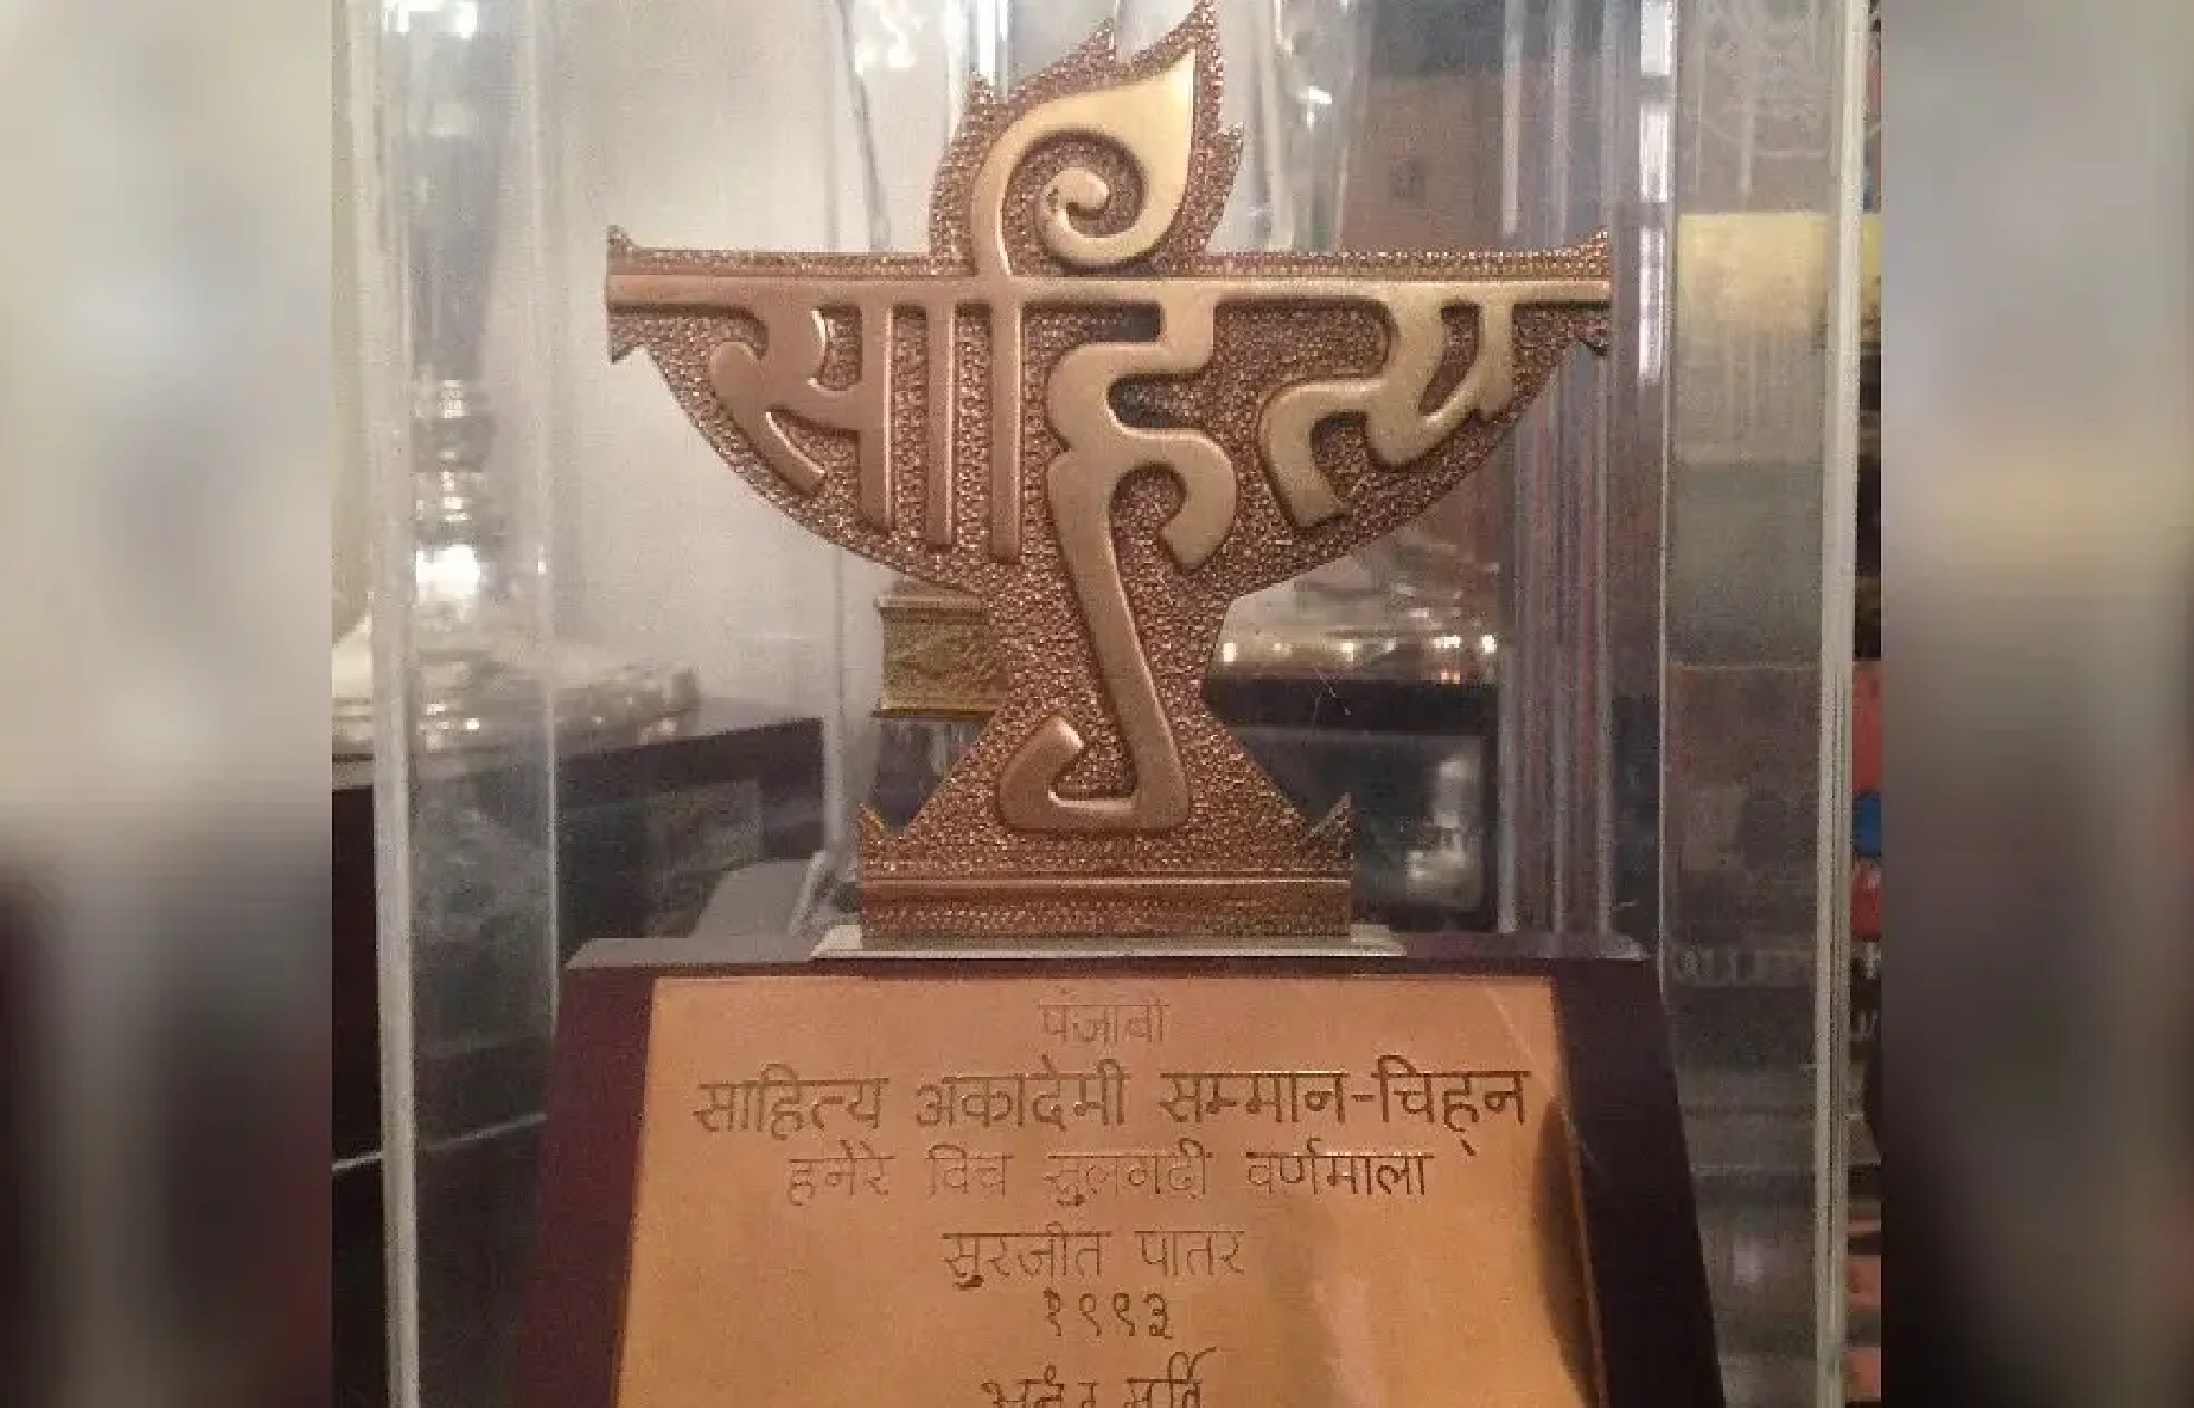 साहित्य
पंजाबी
साहित्य अकादेमी सम्मान-चिह्न
हनेरे विच सुलगदी वर्णमाला
सुरजीत पातर
१९९३